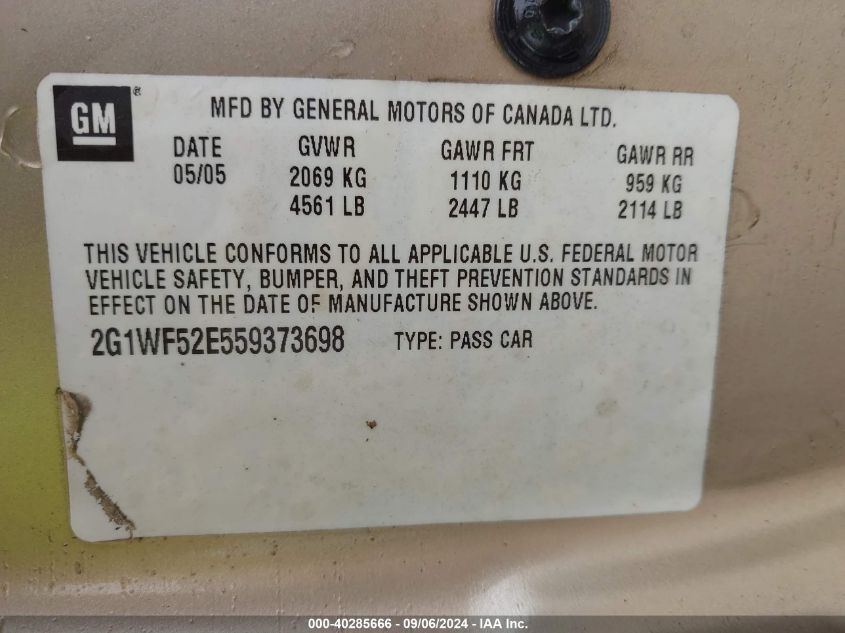 GM ®
MFD BY GENERAL MOTORS OF CANADA LTD.
DATE GVWR GAWR FRT GAWR RR
05/05 2069 KG 1110 KG 959 KG
4561 LB 2447 LB 2114 LB
THIS VEHICLE CONFORMS TO ALL APPLICABLE U.S. FEDERAL MOTOR
VEHICLE SAFETY, BUMPER, AND THEFT PREVENTION STANDARDS IN
EFFECT ON THE DATE OF MANUFACTURE SHOWN ABOVE.
2G1WF52E559373698 TYPE: PASS CAR
000-40285666 - 09/06/2024 - IAA Inc.